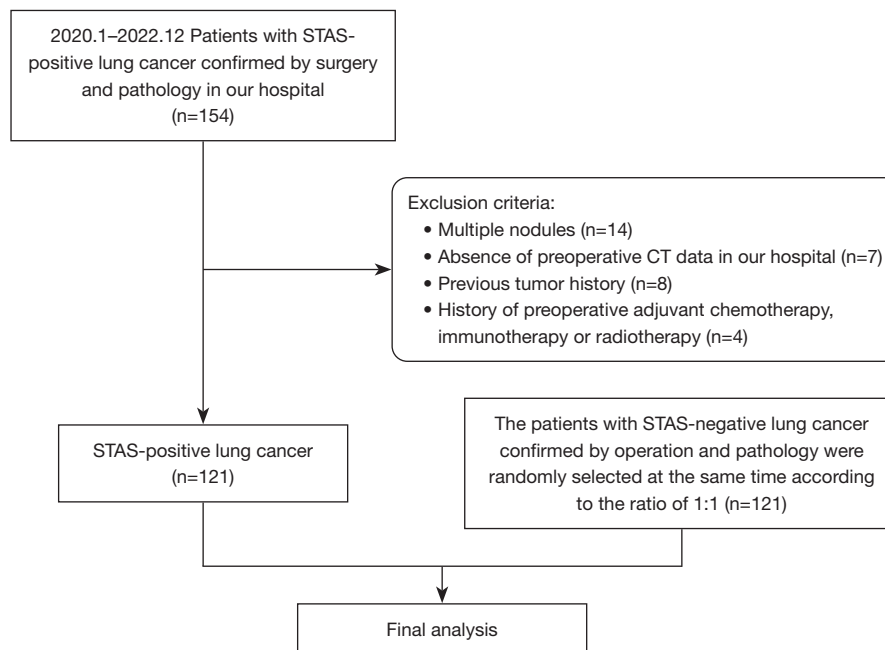 2020.1–2022.12 Patients with STAS-
positive lung cancer confirmed by surgery
and pathology in our hospital
(n=154)
Exclusion criteria:
• Multiple nodules (n=14)
• Absence of preoperative CT data in our hospital (n=7)
• Previous tumor history (n=8)
• History of preoperative adjuvant chemotherapy,
immunotherapy or radiotherapy (n=4)
STAS-positive lung cancer
(n=121)
The patients with STAS-negative lung cancer
confirmed by operation and pathology were
randomly selected at the same time according
to the ratio of 1:1 (n=121)
Final analysis